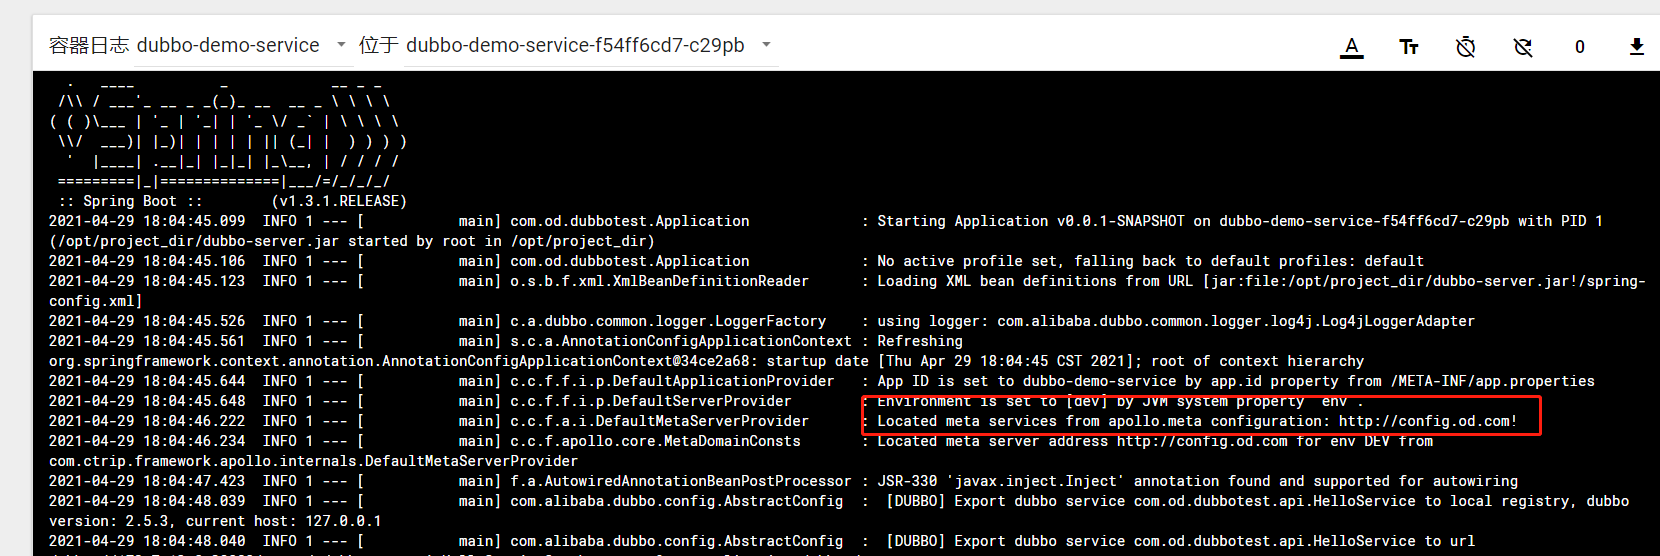 容器日志 dubbo-demo-service 位于 dubbo-demo-service-f54ff6cd7-c29pb A Tт 0
:: Spring Boot :: (v1.3.1.RELEASE)
2021-04-29 18:04:45.099 INFO 1 --- [ main] com.od.dubbotest.Application : Starting Application v0.0.1-SNAPSHOT on dubbo-demo-service-f54ff6cd7-c29pb with PID 1
(/opt/project_dir/dubbo-server.jar started by root in /opt/project_dir)
2021-04-29 18:04:45.106 INFO 1 --- [ main] com.od.dubbotest.Application : No active profile set, falling back to default profiles: default
2021-04-29 18:04:45.123 INFO 1 --- [ main] o.s.b.f.xml.XmlBeanDefinitionReader : Loading XML bean definitions from URL [jar:file:/opt/project_dir/dubbo-server.jar!/spring-
config.xml]
2021-04-29 18:04:45.526 INFO 1 --- [ main] c.a.dubbo.common.logger.LoggerFactory : using logger: com.alibaba.dubbo.common.logger.log4j.Log4jLoggerAdapter
2021-04-29 18:04:45.561 INFO 1 --- [ main] s.c.a.AnnotationConfigApplicationContext : Refreshing
org.springframework.context.annotation.AnnotationConfigApplicationContext@34ce2a68: startup date [Thu Apr 29 18:04:45 CST 2021]; root of context hierarchy
2021-04-29 18:04:45.644 INFO 1 --- [ main] c.c.f.f.i.p.DefaultApplicationProvider : App ID is set to dubbo-demo-service by app.id property from /META-INF/app.properties
2021-04-29 18:04:45.648 INFO 1 --- [ main] c.c.f.f.i.p.DefaultServerProvider : Environment is set to [dev] by JVM system property 'env'.
2021-04-29 18:04:46.222 INFO 1 --- [ main] c.c.f.a.i.DefaultMetaServerProvider : Located meta services from apollo.meta configuration: http://config.od.com!
2021-04-29 18:04:46.234 INFO 1 --- [ main] c.c.f.apollo.core.MetaDomainConsts : Located meta server address http://config.od.com for env DEV from
com.ctrip.framework.apollo.internals.DefaultMetaServerProvider
2021-04-29 18:04:47.423 INFO 1 --- [ main] f.a.AutowiredAnnotationBeanPostProcessor : JSR-330 'javax.inject.Inject' annotation found and supported for autowiring
2021-04-29 18:04:48.039 INFO 1 --- [ main] com.alibaba.dubbo.config.AbstractConfig : [DUBBO] Export dubbo service com.od.dubbotest.api.HelloService to local registry, dubbo
version: 2.5.3, current host: 127.0.0.1
2021-04-29 18:04:48.040 INFO 1 --- [ main] com.alibaba.dubbo.config.AbstractConfig : [DUBBO] Export dubbo service com.od.dubbotest.api.HelloService to url